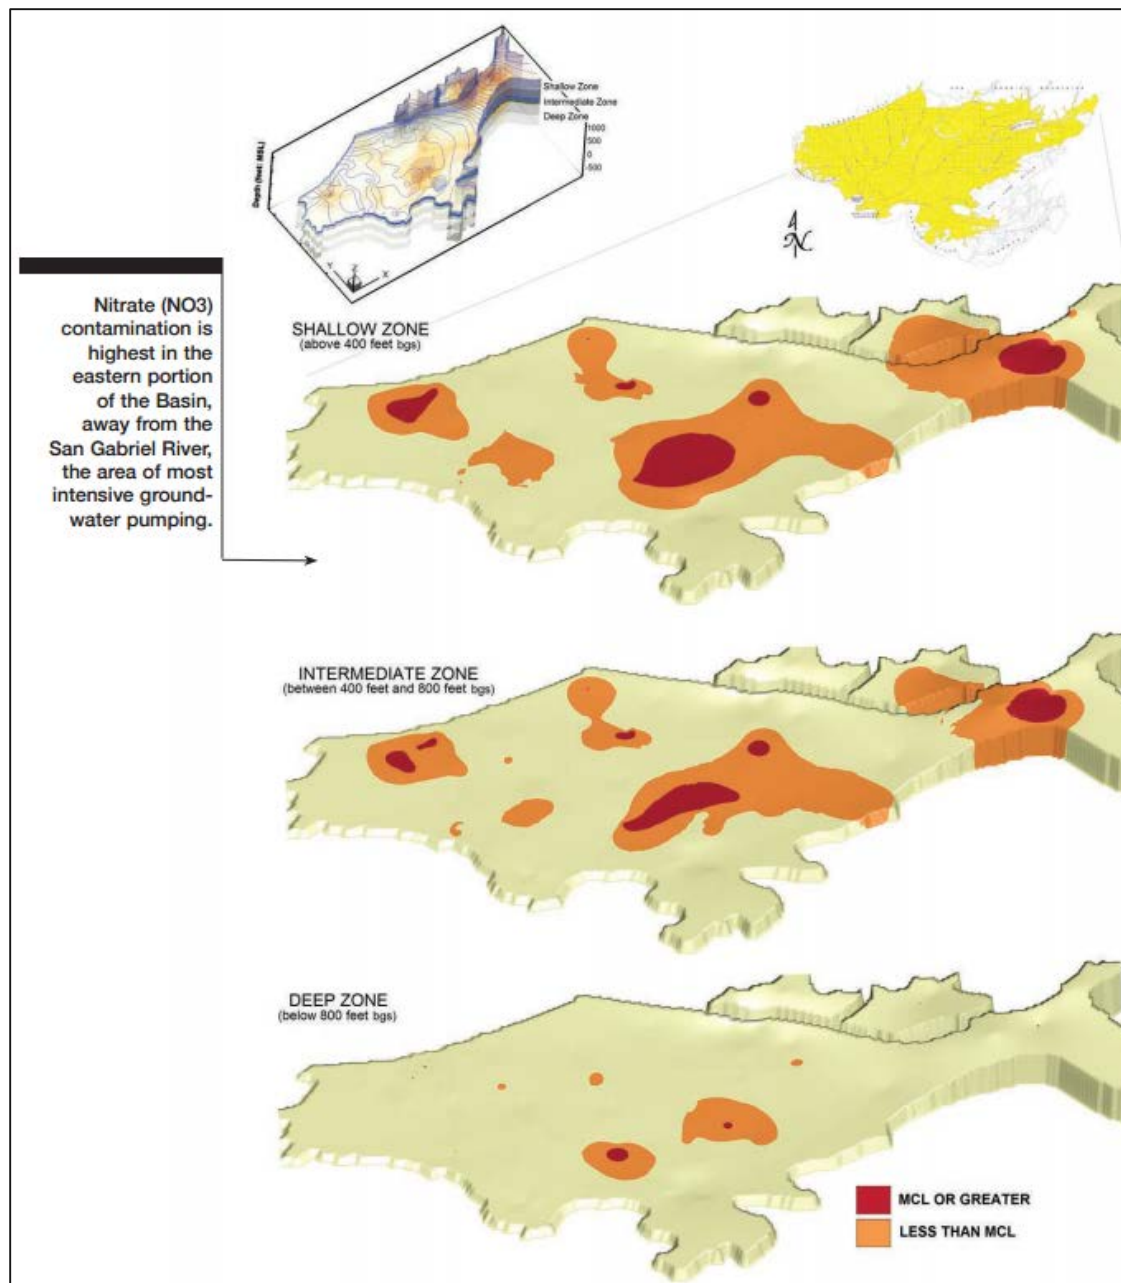 Shallow Zone
Intermediate Zone
Deep Zone
1000
500
0
-500
Depth (feet: MSL)
Y
Z
X
N
Nitrate (NO3)
contamination is
highest in the
eastern portion
of the Basin,
away from the
San Gabriel River,
the area of most
intensive ground-
water pumping.
SHALLOW ZONE
(above 400 feet bgs)
INTERMEDIATE ZONE
(between 400 feet and 800 feet bgs)
DEEP ZONE
(below 800 feet bgs)
MCL OR GREATER
LESS THAN MCL